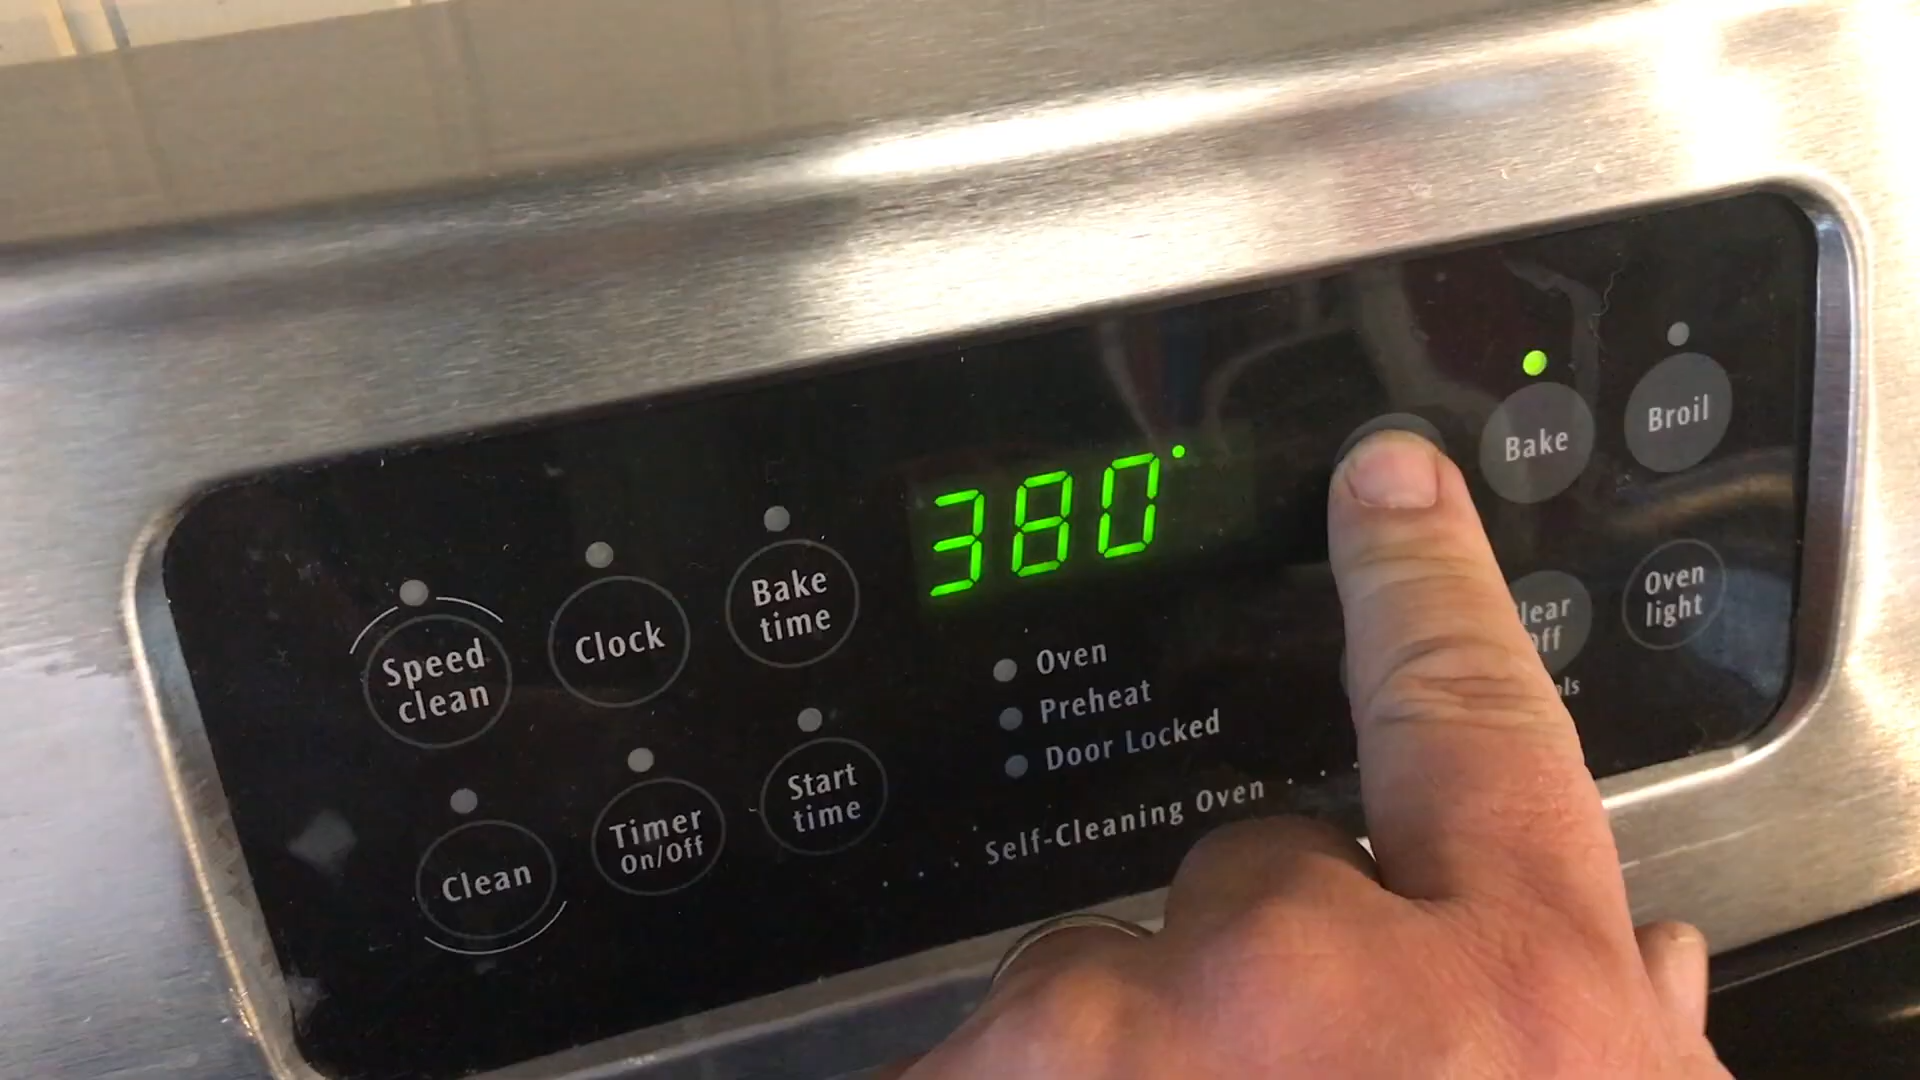 Speed
clean
Clock
Bake
time
380°
Bake
Broil
Clean
Timer
On/Off
Start
time
Oven
Preheat
Door Locked
Self-Cleaning Oven
Oven
light